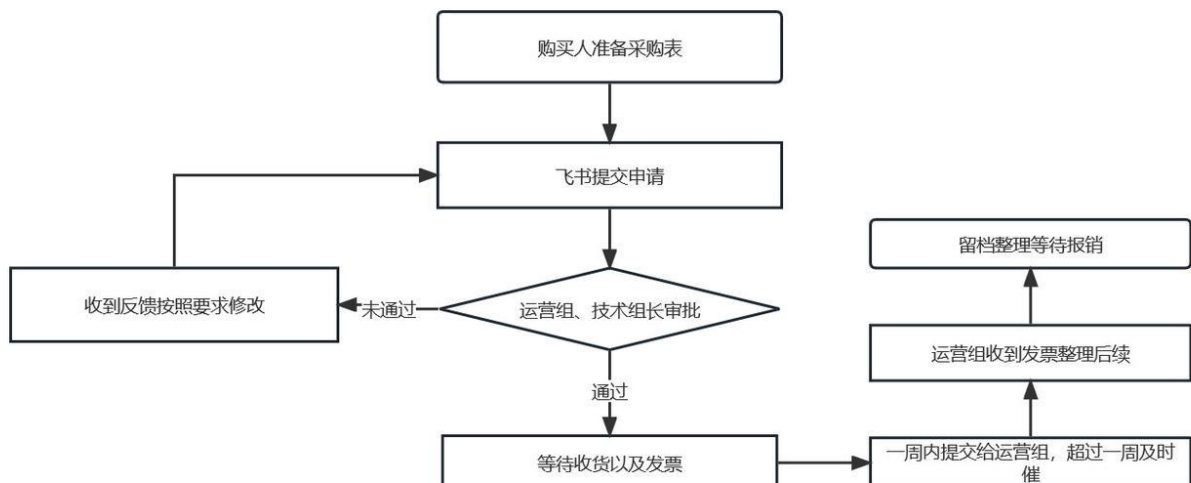 购买人准备采购表
飞书提交申请
留档整理等待报销
收到反馈按照要求修改
未通过
运营组、技术组长审批
运营组收到发票整理后续
通过
等待收货以及发票
一周内提交给运营组，超过一周及时
催